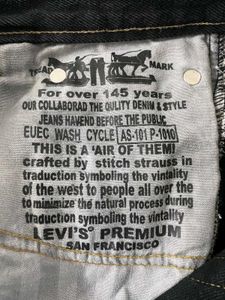 TRADE MARK
For over 145 years
OUR COLLABORAD THE QULITY DENIM & STYLE
JEANS HAVEND BEFORE THE PUBLIC
EUEC WASH CYCLE AS-101 P-1010
THIS IS A 'AIR OF THEM!
crafted by stitch strauss in
traduction symboling the vintality
of the west to people all over the
to minimize the natural process during
traduction symboling the vintality
LEVI'S® PREMIUM
SAN FRANCISCO